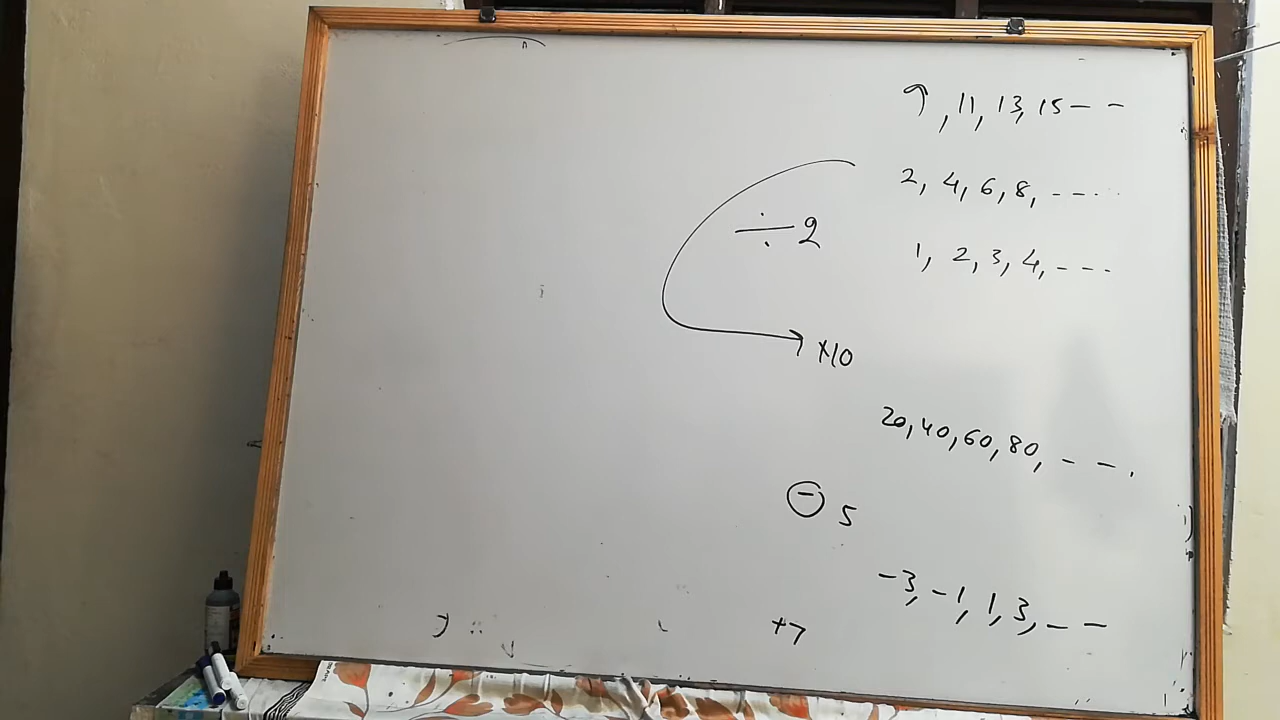 , 11, 13, 15 – –
2, 4, 6, 8, - - - -
÷ 2
1, 2, 3, 4, - - -
×10
20, 40, 60, 80, – – .
⊖ 5
-3, -1, 1, 3, – –
+7